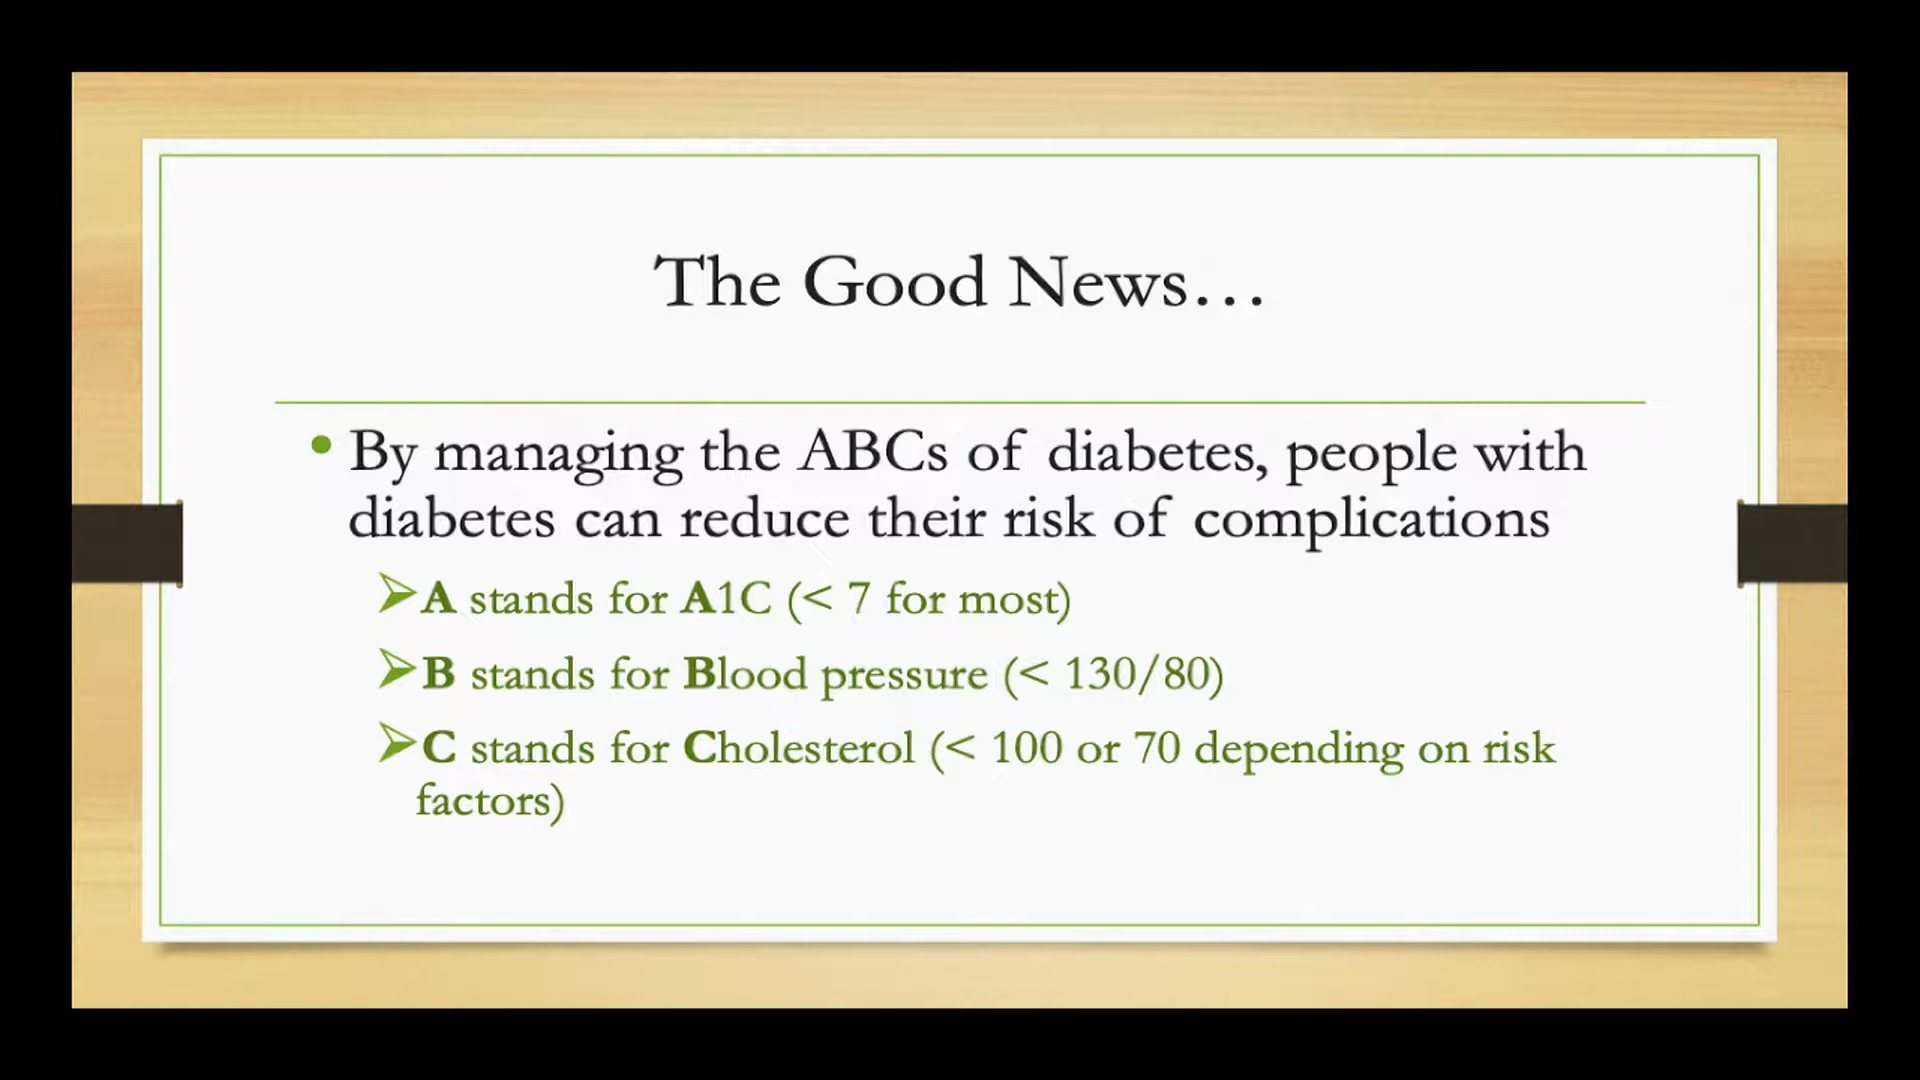 The Good News…
• By managing the ABCs of diabetes, people with
diabetes can reduce their risk of complications
➢A stands for A1C (< 7 for most)
➢B stands for Blood pressure (< 130/80)
➢C stands for Cholesterol (< 100 or 70 depending on risk
factors)